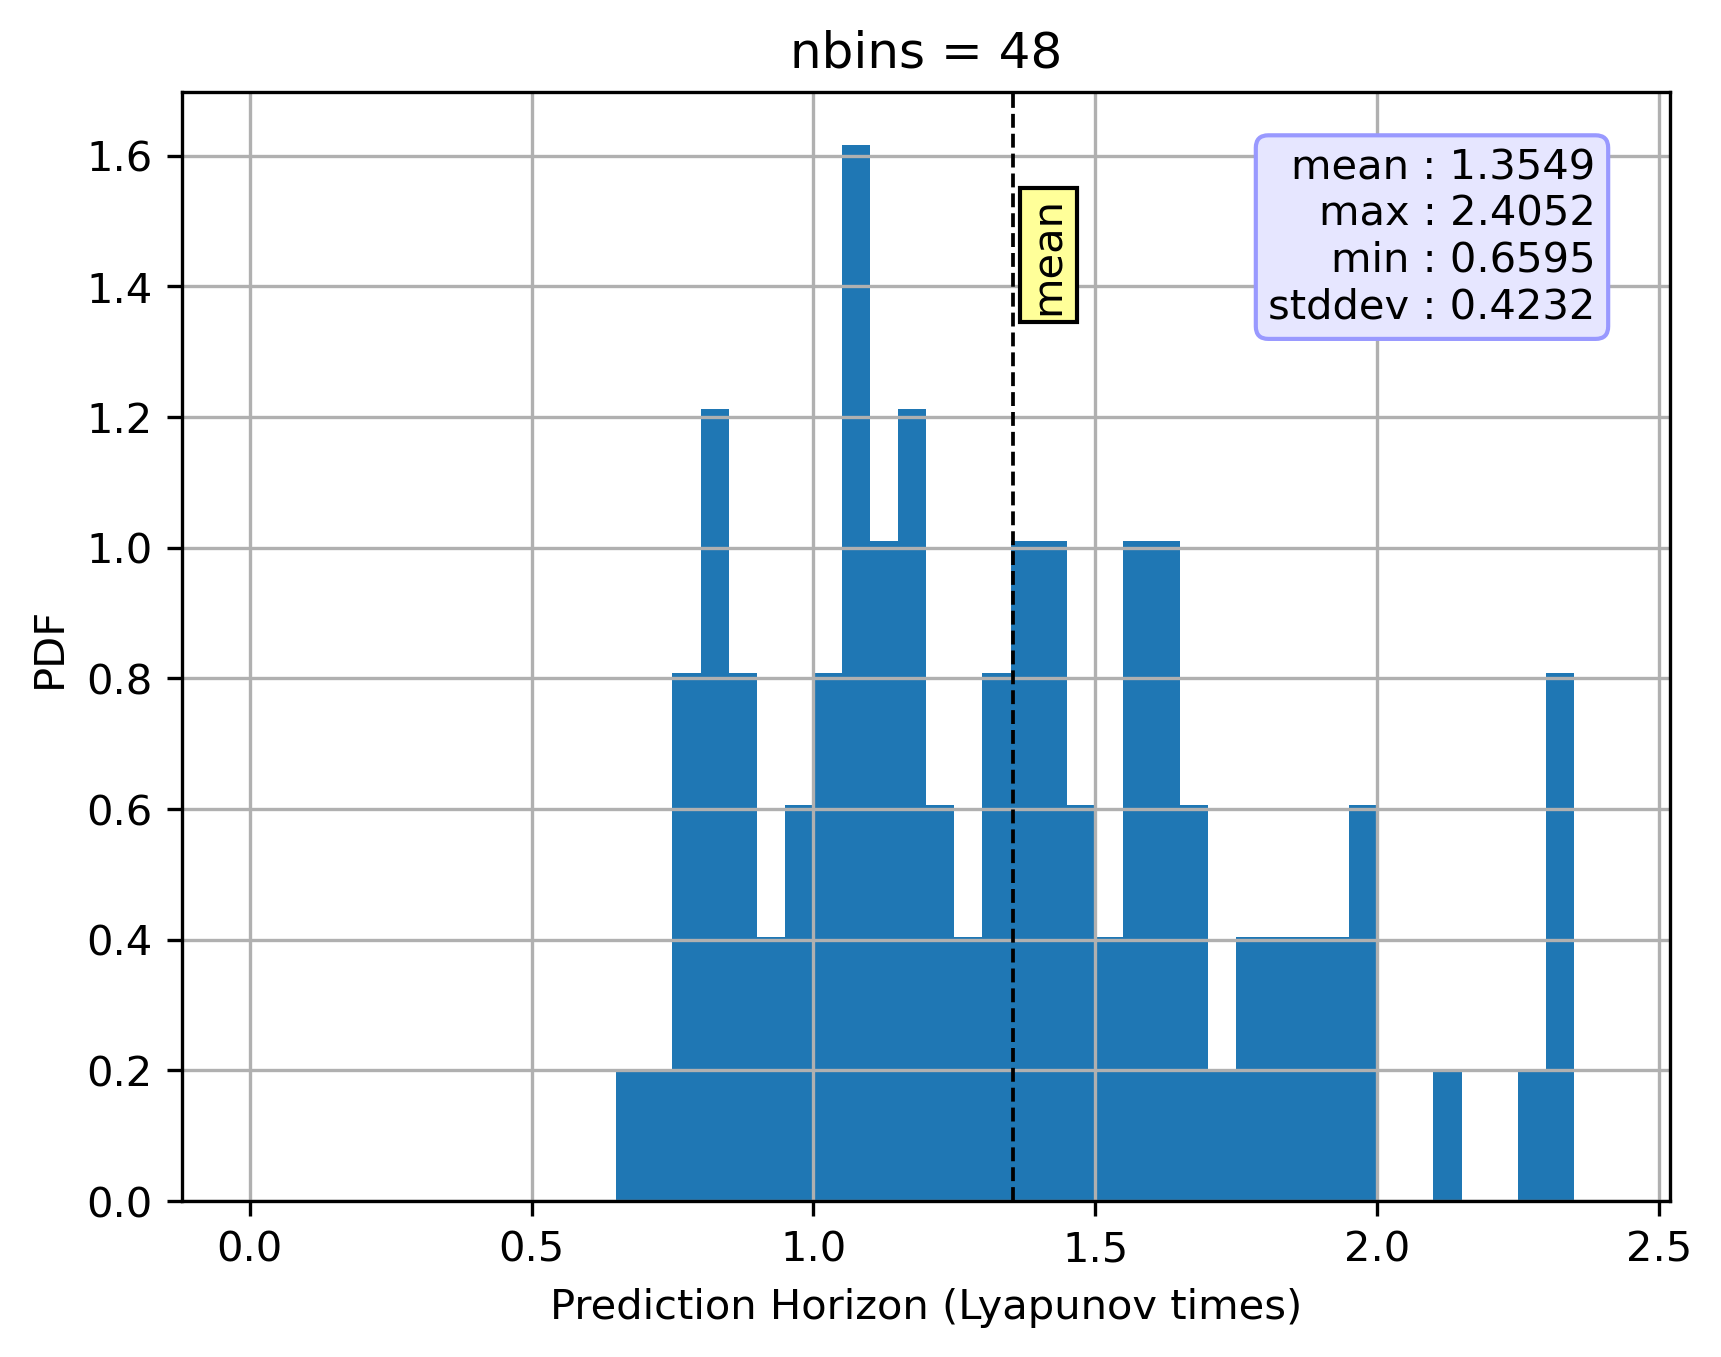 nbins = 48
mean : 1.3549
max : 2.4052
min : 0.6595
stddev : 0.4232
mean
PDF
1.6
1.4
1.2
1.0
0.8
0.6
0.4
0.2
0.0
0.0 0.5 1.0 1.5 2.0 2.5
Prediction Horizon (Lyapunov times)